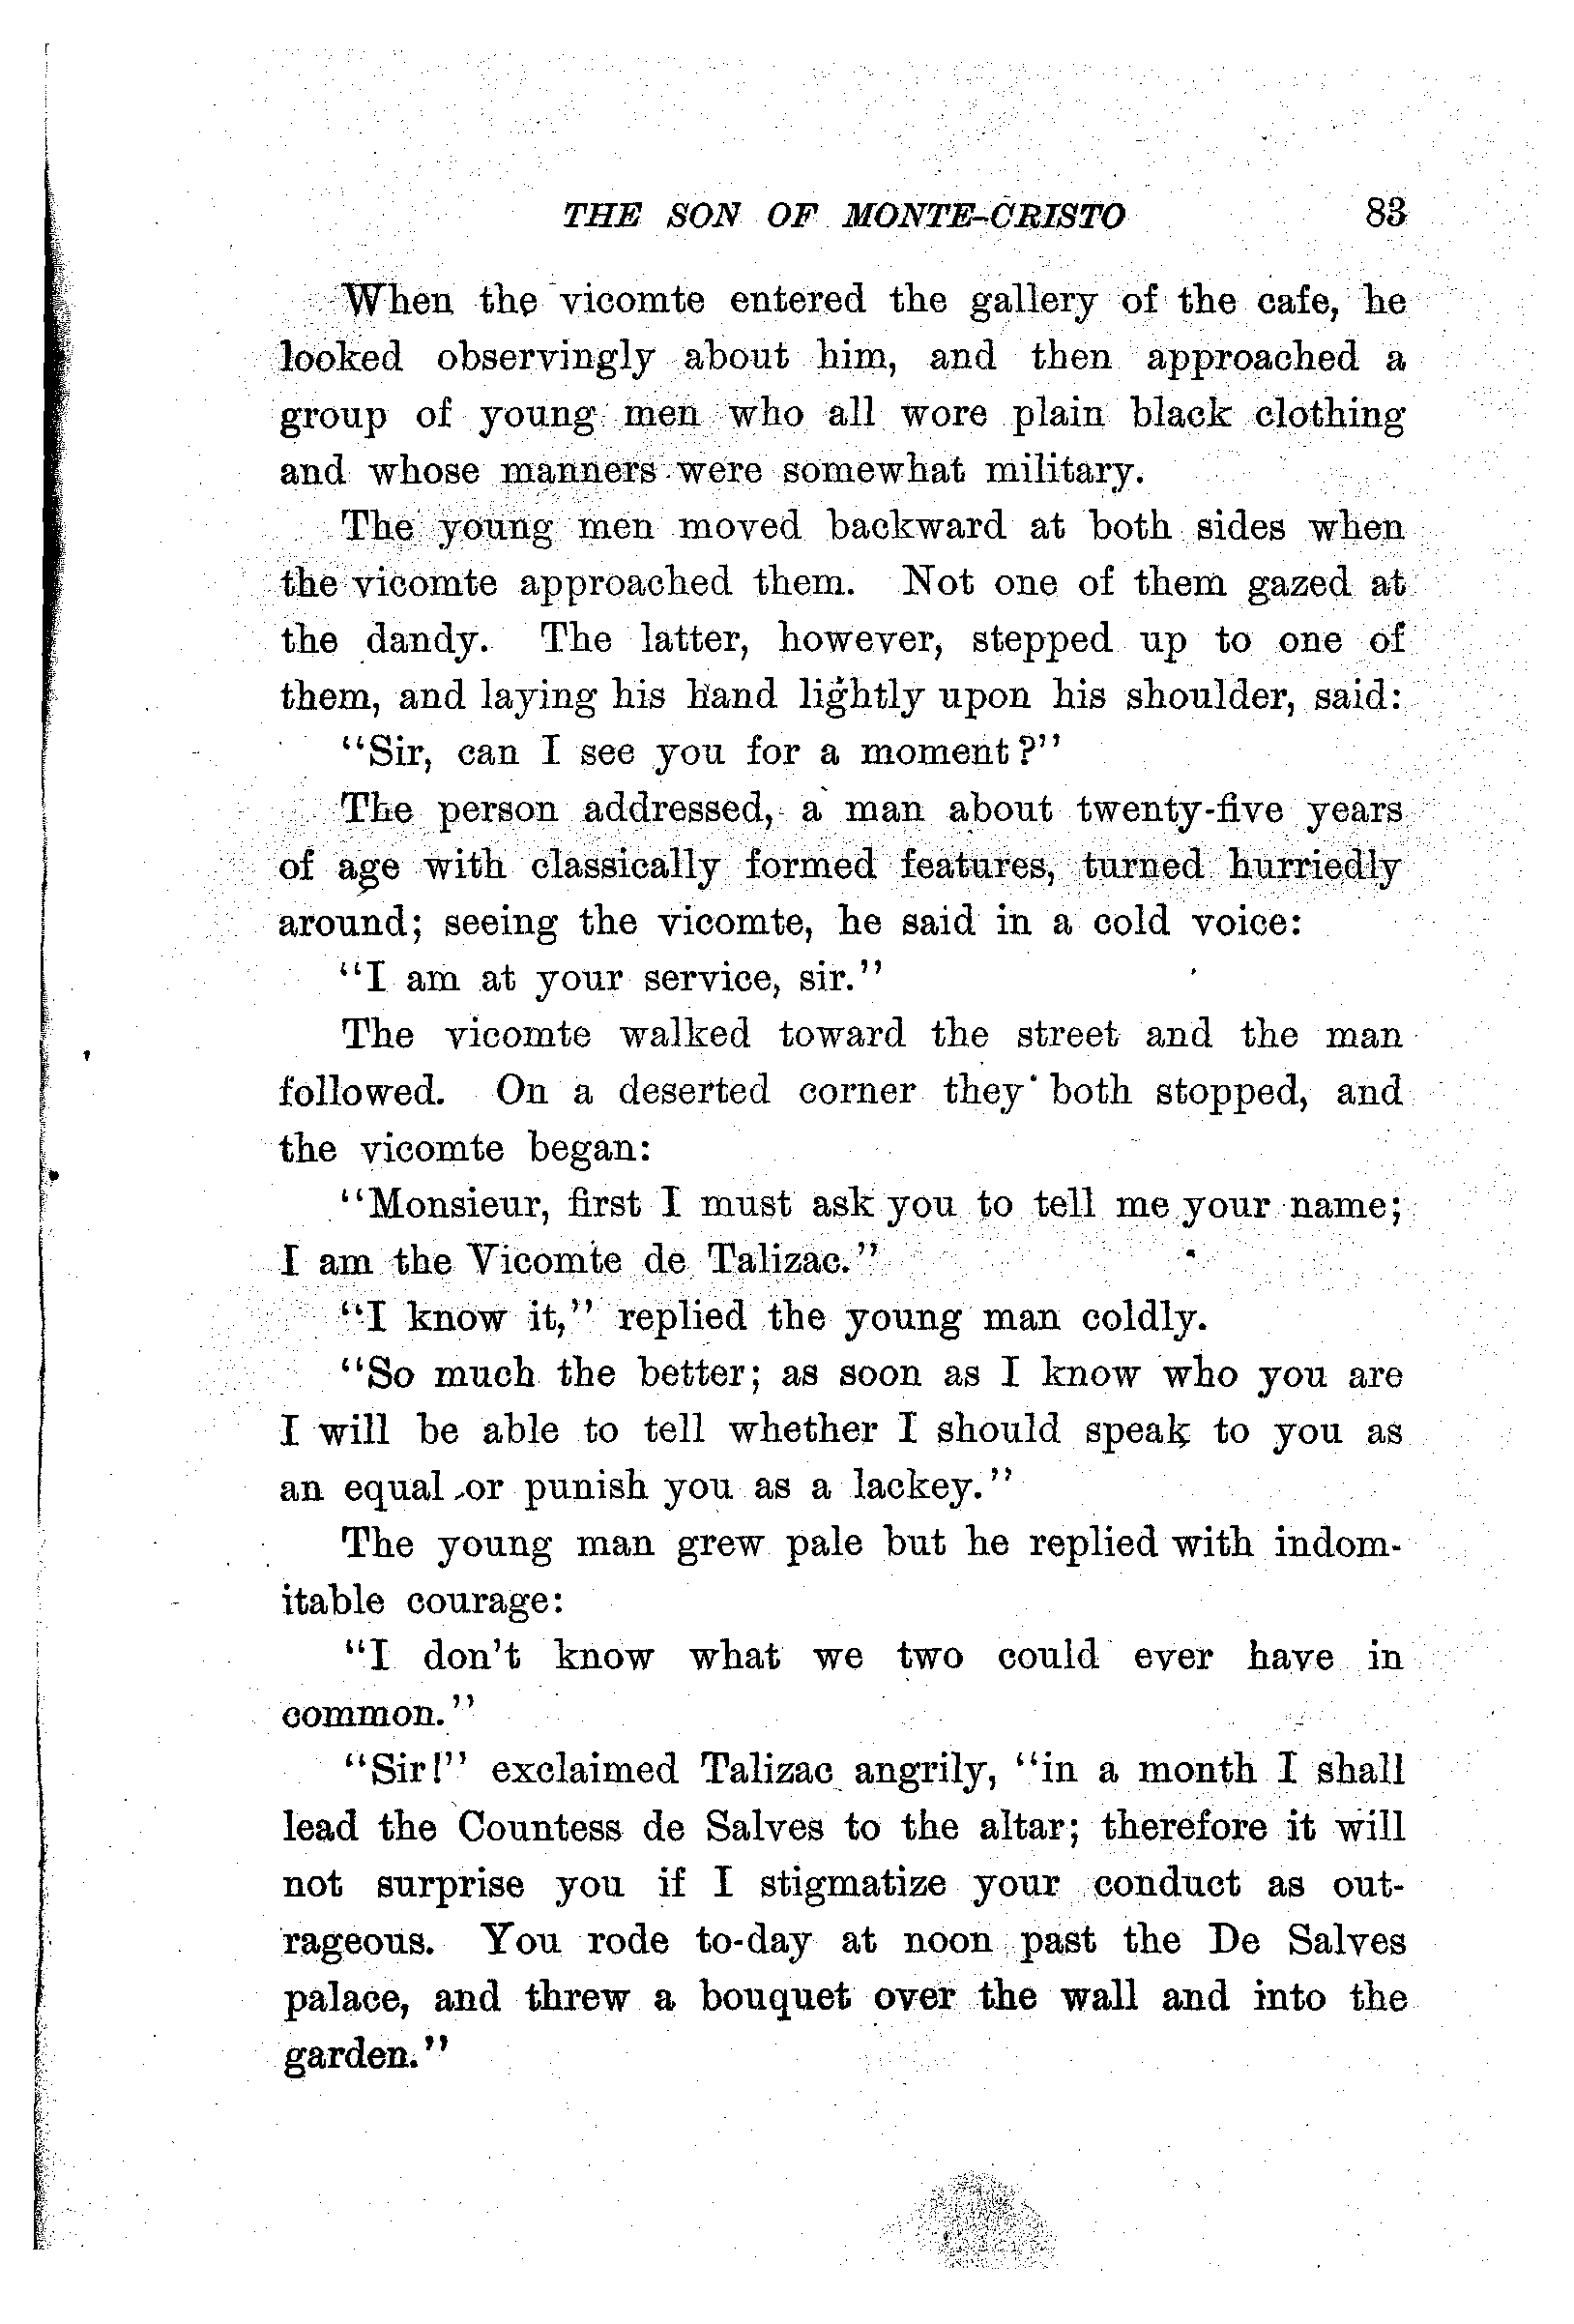 THE SON OF MONTE-CRISTO 83
When the vicomte entered the gallery of the cafe, he
looked observingly about him, and then approached a
group of young men who all wore plain black clothing
and whose manners were somewhat military.
The young men moved backward at both sides when
the vicomte approached them. Not one of them gazed at
the dandy. The latter, however, stepped up to one of
them, and laying his hand lightly upon his shoulder, said:
"Sir, can I see you for a moment?"
The person addressed, a man about twenty-five years
of age with classically formed features, turned hurriedly
around; seeing the vicomte, he said in a cold voice:
"I am at your service, sir."
The vicomte walked toward the street and the man
followed. On a deserted corner they both stopped, and
the vicomte began:
"Monsieur, first I must ask you to tell me your name;
I am the Vicomte de Talizac."
"I know it," replied the young man coldly.
"So much the better; as soon as I know who you are
I will be able to tell whether I should speak to you as
an equal or punish you as a lackey."
The young man grew pale but he replied with indom-
itable courage:
"I don't know what we two could ever have in
common."
"Sir!" exclaimed Talizac angrily, "in a month I shall
lead the Countess de Salves to the altar; therefore it will
not surprise you if I stigmatize your conduct as out-
rageous. You rode to-day at noon past the De Salves
palace, and threw a bouquet over the wall and into the
garden."